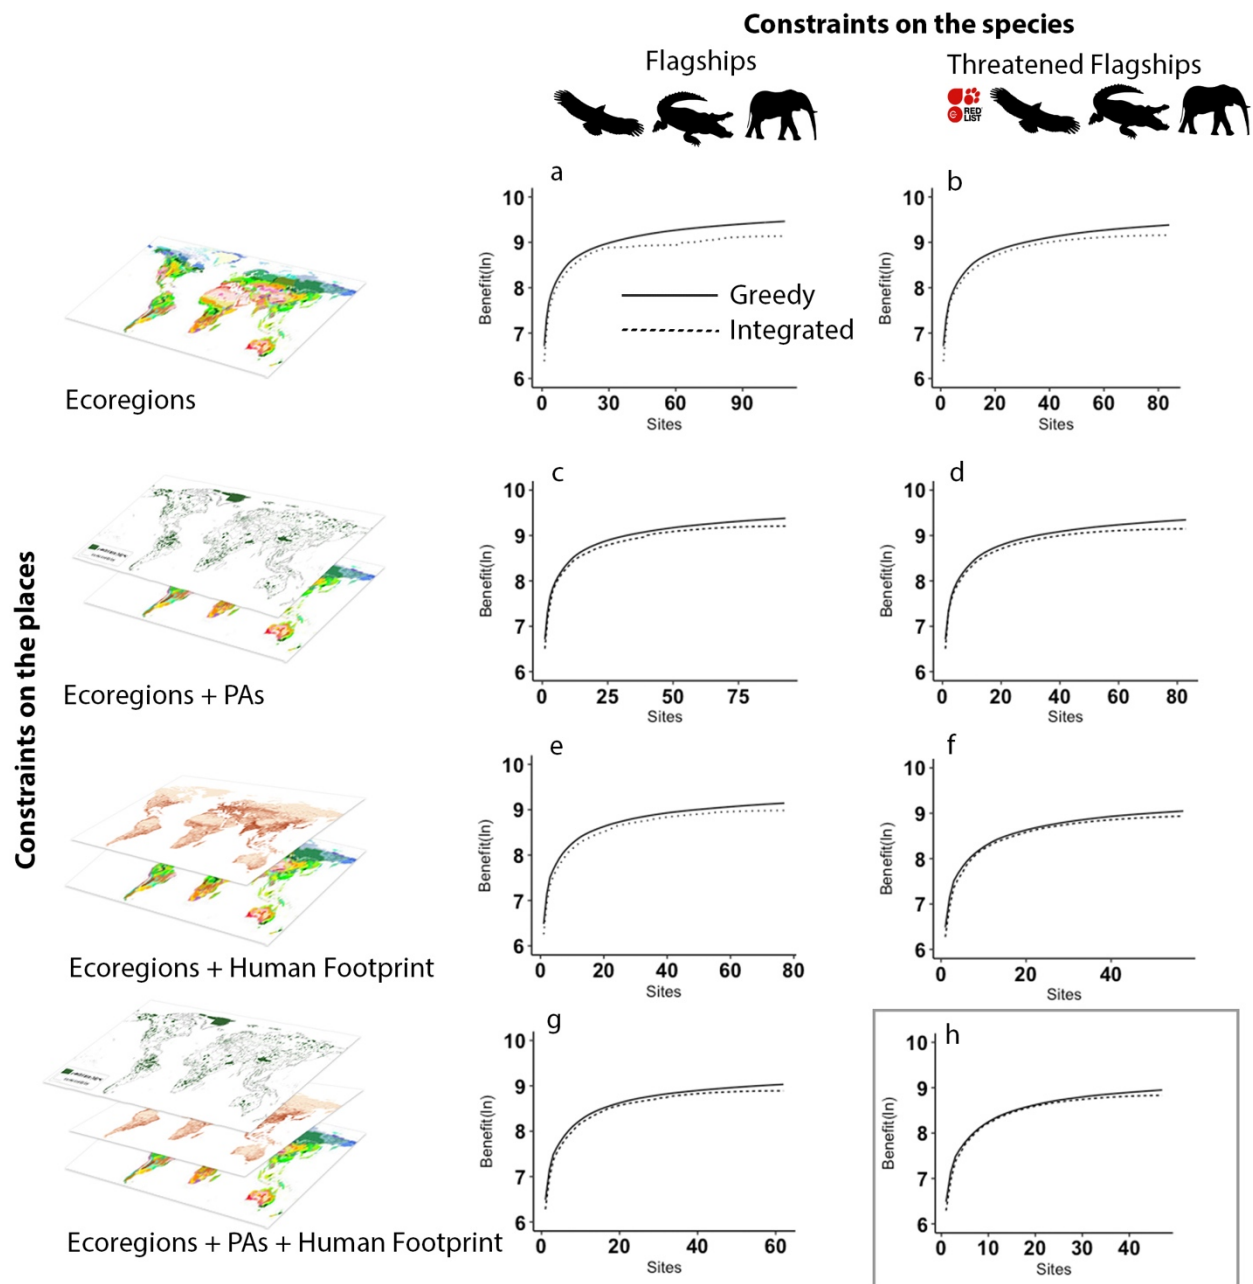 Constraints on the species
Flagships
Threatened Flagships
RED
LIST
Constraints on the places
Ecoregions
a
10
9
8
7
6
Benefit(ln)
0 30 60 90
Sites
Greedy
Integrated
b
10
9
8
7
6
Benefit(ln)
0 20 40 60 80
Sites
Ecoregions + PAs
c
10
9
8
7
6
Benefit(ln)
0 25 50 75
Sites
d
10
9
8
7
6
Benefit(ln)
0 20 40 60 80
Sites
Ecoregions + Human Footprint
e
10
9
8
7
6
Benefit(ln)
0 20 40 60 80
Sites
f
10
9
8
7
6
Benefit(ln)
0 20 40
Sites
Ecoregions + PAs + Human Footprint
g
10
9
8
7
6
Benefit(ln)
0 20 40 60
Sites
h
10
9
8
7
6
Benefit(ln)
0 10 20 30 40
Sites